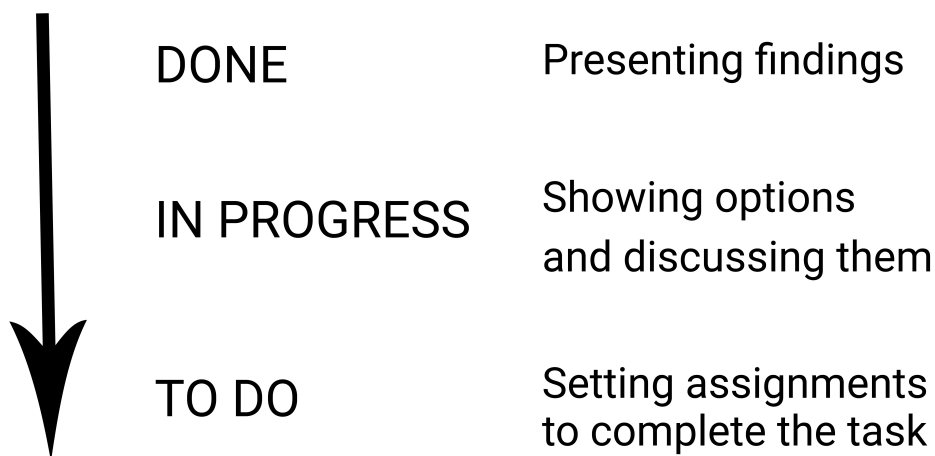 DONE
Presenting findings
IN PROGRESS
Showing options
and discussing them
TO DO
Setting assignments
to complete the task